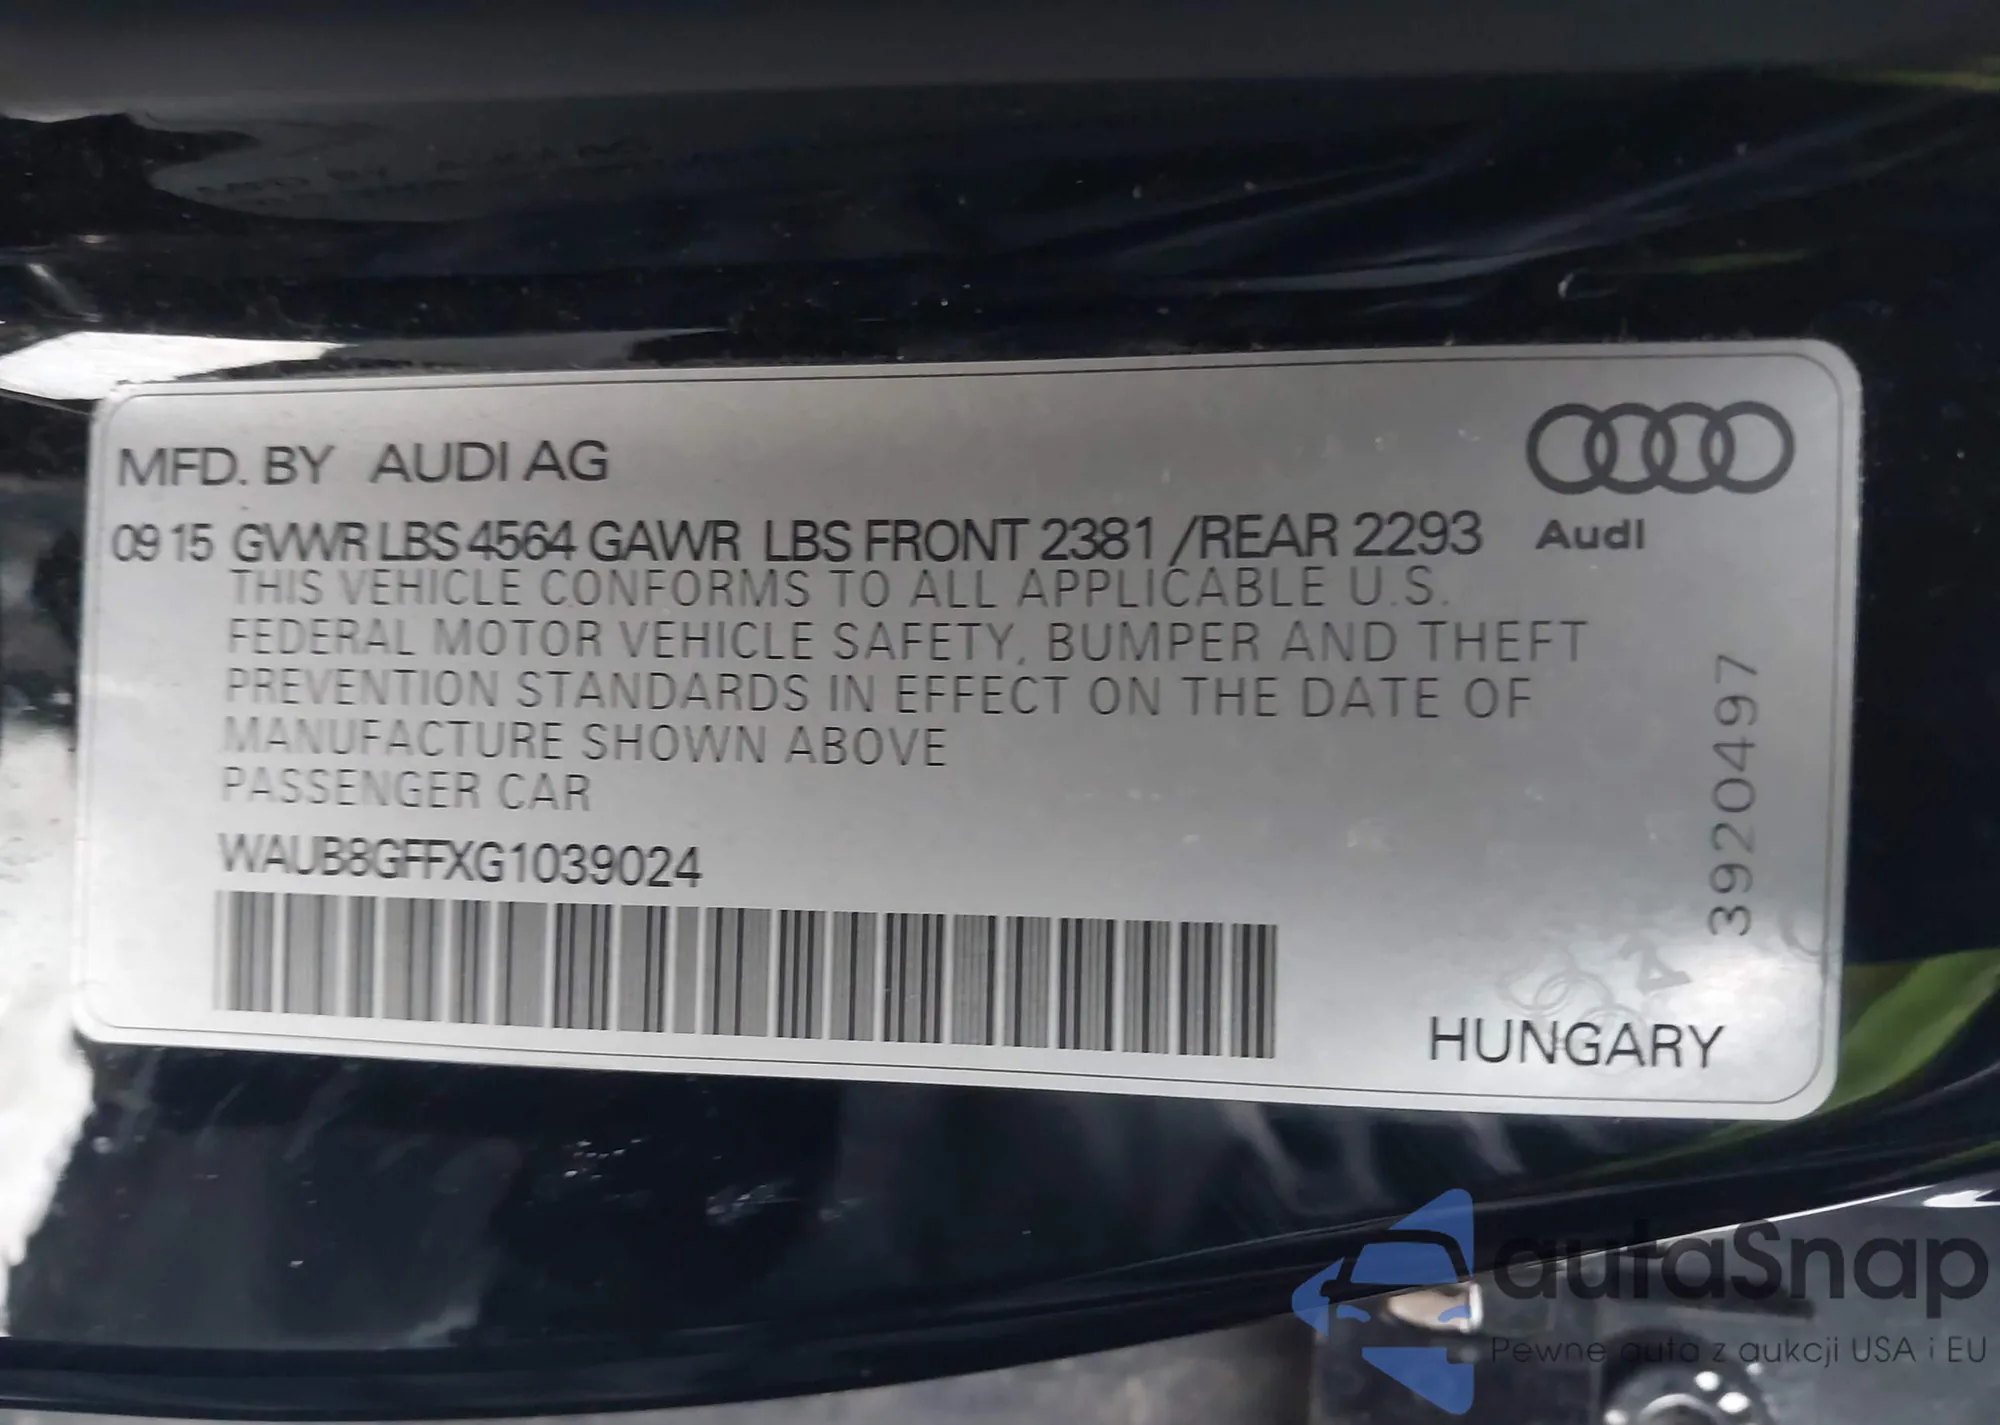 MFD. BY AUDI AG
09 15 GVWR LBS 4564 GAWR LBS FRONT 2381 /REAR 2293
Audi
THIS VEHICLE CONFORMS TO ALL APPLICABLE U.S.
FEDERAL MOTOR VEHICLE SAFETY, BUMPER AND THEFT
PREVENTION STANDARDS IN EFFECT ON THE DATE OF
MANUFACTURE SHOWN ABOVE
PASSENGER CAR
WAUB8GFFXG1039024
3920497
HUNGARY
autaSnap
Pewne auta z aukcji USA i EU